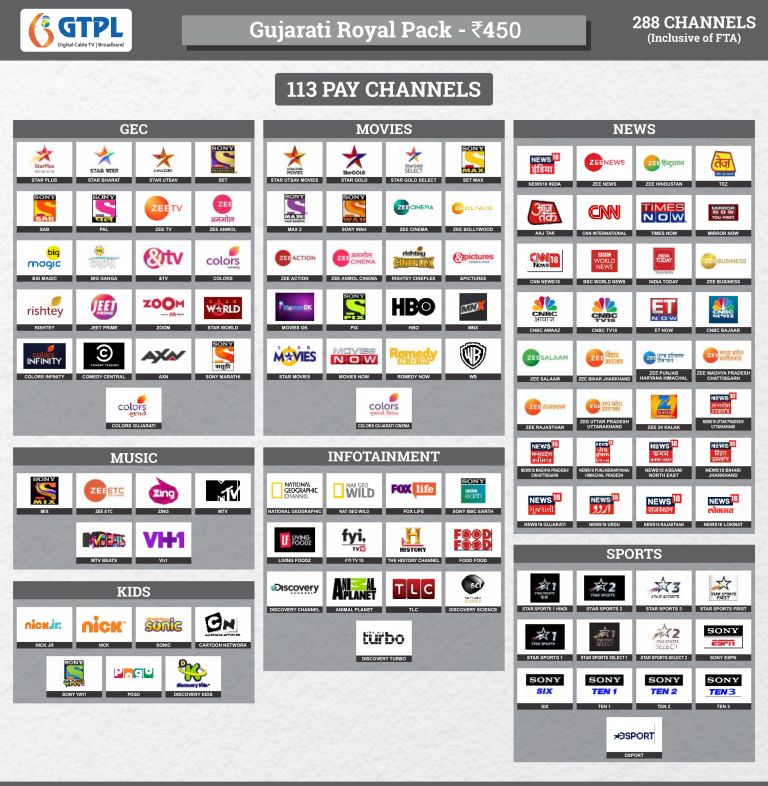 GTPL
Digital Cable TV | Broadband
Gujarati Royal Pack - ₹450
288 CHANNELS
(Inclusive of FTA)
113 PAY CHANNELS
GEC
STAR PLUS
STAR BHARAT
STAR UTSAV
SET
SAB
PAL
ZEE TV
ZEE ANMOL
BIG MAGIC
BIG GANGA
&TV
COLORS
RISHTEY
JEET PRIME
ZOOM
STAR WORLD
COLORS INFINITY
COMEDY CENTRAL
AXN
SONY MARATHI
COLORS GUJARATI
MOVIES
STAR UTSAV MOVIES
STAR GOLD
STAR GOLD SELECT
SET MAX
MAX 2
SONY WAH
ZEE CINEMA
ZEE BOLLYWOOD
ZEE ACTION
ZEE ANMOL CINEMA
RISHTEY CINEPLEX
&PICTURES
MOVIES OK
PIX
HBO
MNX
STAR MOVIES
MOVIES NOW
ROMEDY NOW
WB
COLORS GUJARATI CINEMA
NEWS
NEWS18 INDIA
ZEE NEWS
ZEE HINDUSTAN
TEZ
AAJ TAK
CNN INTERNATIONAL
TIMES NOW
MIRROR NOW
CNN NEWS18
BBC WORLD NEWS
INDIA TODAY
ZEE BUSINESS
CNBC AWAAZ
CNBC TV18
ET NOW
CNBC BAJAAR
ZEE SALAAM
ZEE BIHAR JHARKHAND
ZEE PUNJAB
HARYANA HIMACHAL
ZEE MADHYA PRADESH
CHATTISGARH
ZEE RAJASTHAN
ZEE UTTAR PRADESH
UTTARAKHAND
ZEE 24 KALAK
NEWS18 UTTAR PRADESH/
UTTARAKHAND
NEWS18 MADHYA PRADESH/
CHHATTISGARH
NEWS18 PUNJAB/HARYANA/
HIMACHAL PRADESH
NEWS18 ASSAM/
NORTH EAST
NEWS18 BIHAR/
JHARKHAND
NEWS18 GUJARATI
NEWS18 URDU
NEWS18 RAJASTHAN
NEWS18 LOKMAT
MUSIC
MIX
ZEE ETC
ZING
MTV
MTV BEATS
Vh1
INFOTAINMENT
NATIONAL GEOGRAPHIC
NAT GEO WILD
FOX LIFE
SONY BBC EARTH
LIVING FOODZ
FYI TV 18
THE HISTORY CHANNEL
FOOD FOOD
DISCOVERY CHANNEL
ANIMAL PLANET
TLC
DISCOVERY SCIENCE
DISCOVERY TURBO
KIDS
NICK JR
NICK
SONIC
CARTOON NETWORK
SONY YAY!
POGO
DISCOVERY KIDS
SPORTS
STAR SPORTS 1 HINDI
STAR SPORTS 2
STAR SPORTS 3
STAR SPORTS FIRST
STAR SPORTS 1
STAR SPORTS SELECT 1
STAR SPORTS SELECT 2
SONY ESPN
SIX
TEN 1
TEN 2
TEN 3
DSPORT